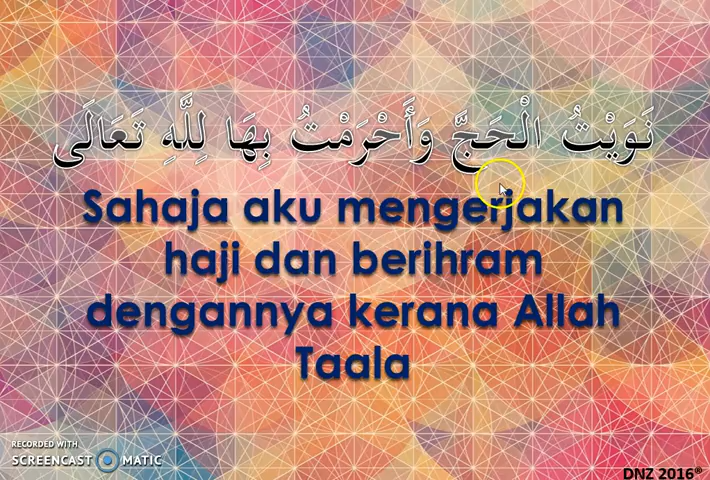 نَوَيْتُ الْحَجَّ وَأَحْرَمْتُ بِهَا لِلَّهِ تَعَالَى
Sahaja aku mengerjakan
haji dan berihram
dengannya kerana Allah
Taala
RECORDED WITH
SCREENCAST MATIC
DNZ 2016®